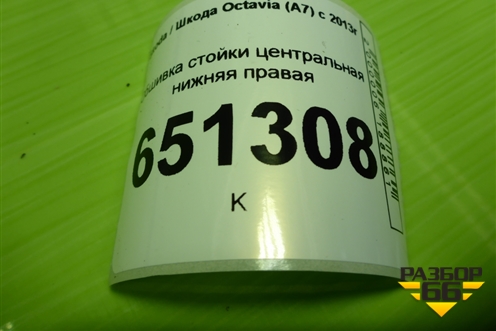 / Шкода Octavia (A7) с 2013г
стойки центральная
нижняя правая
651308
К
РАЗБОР
66